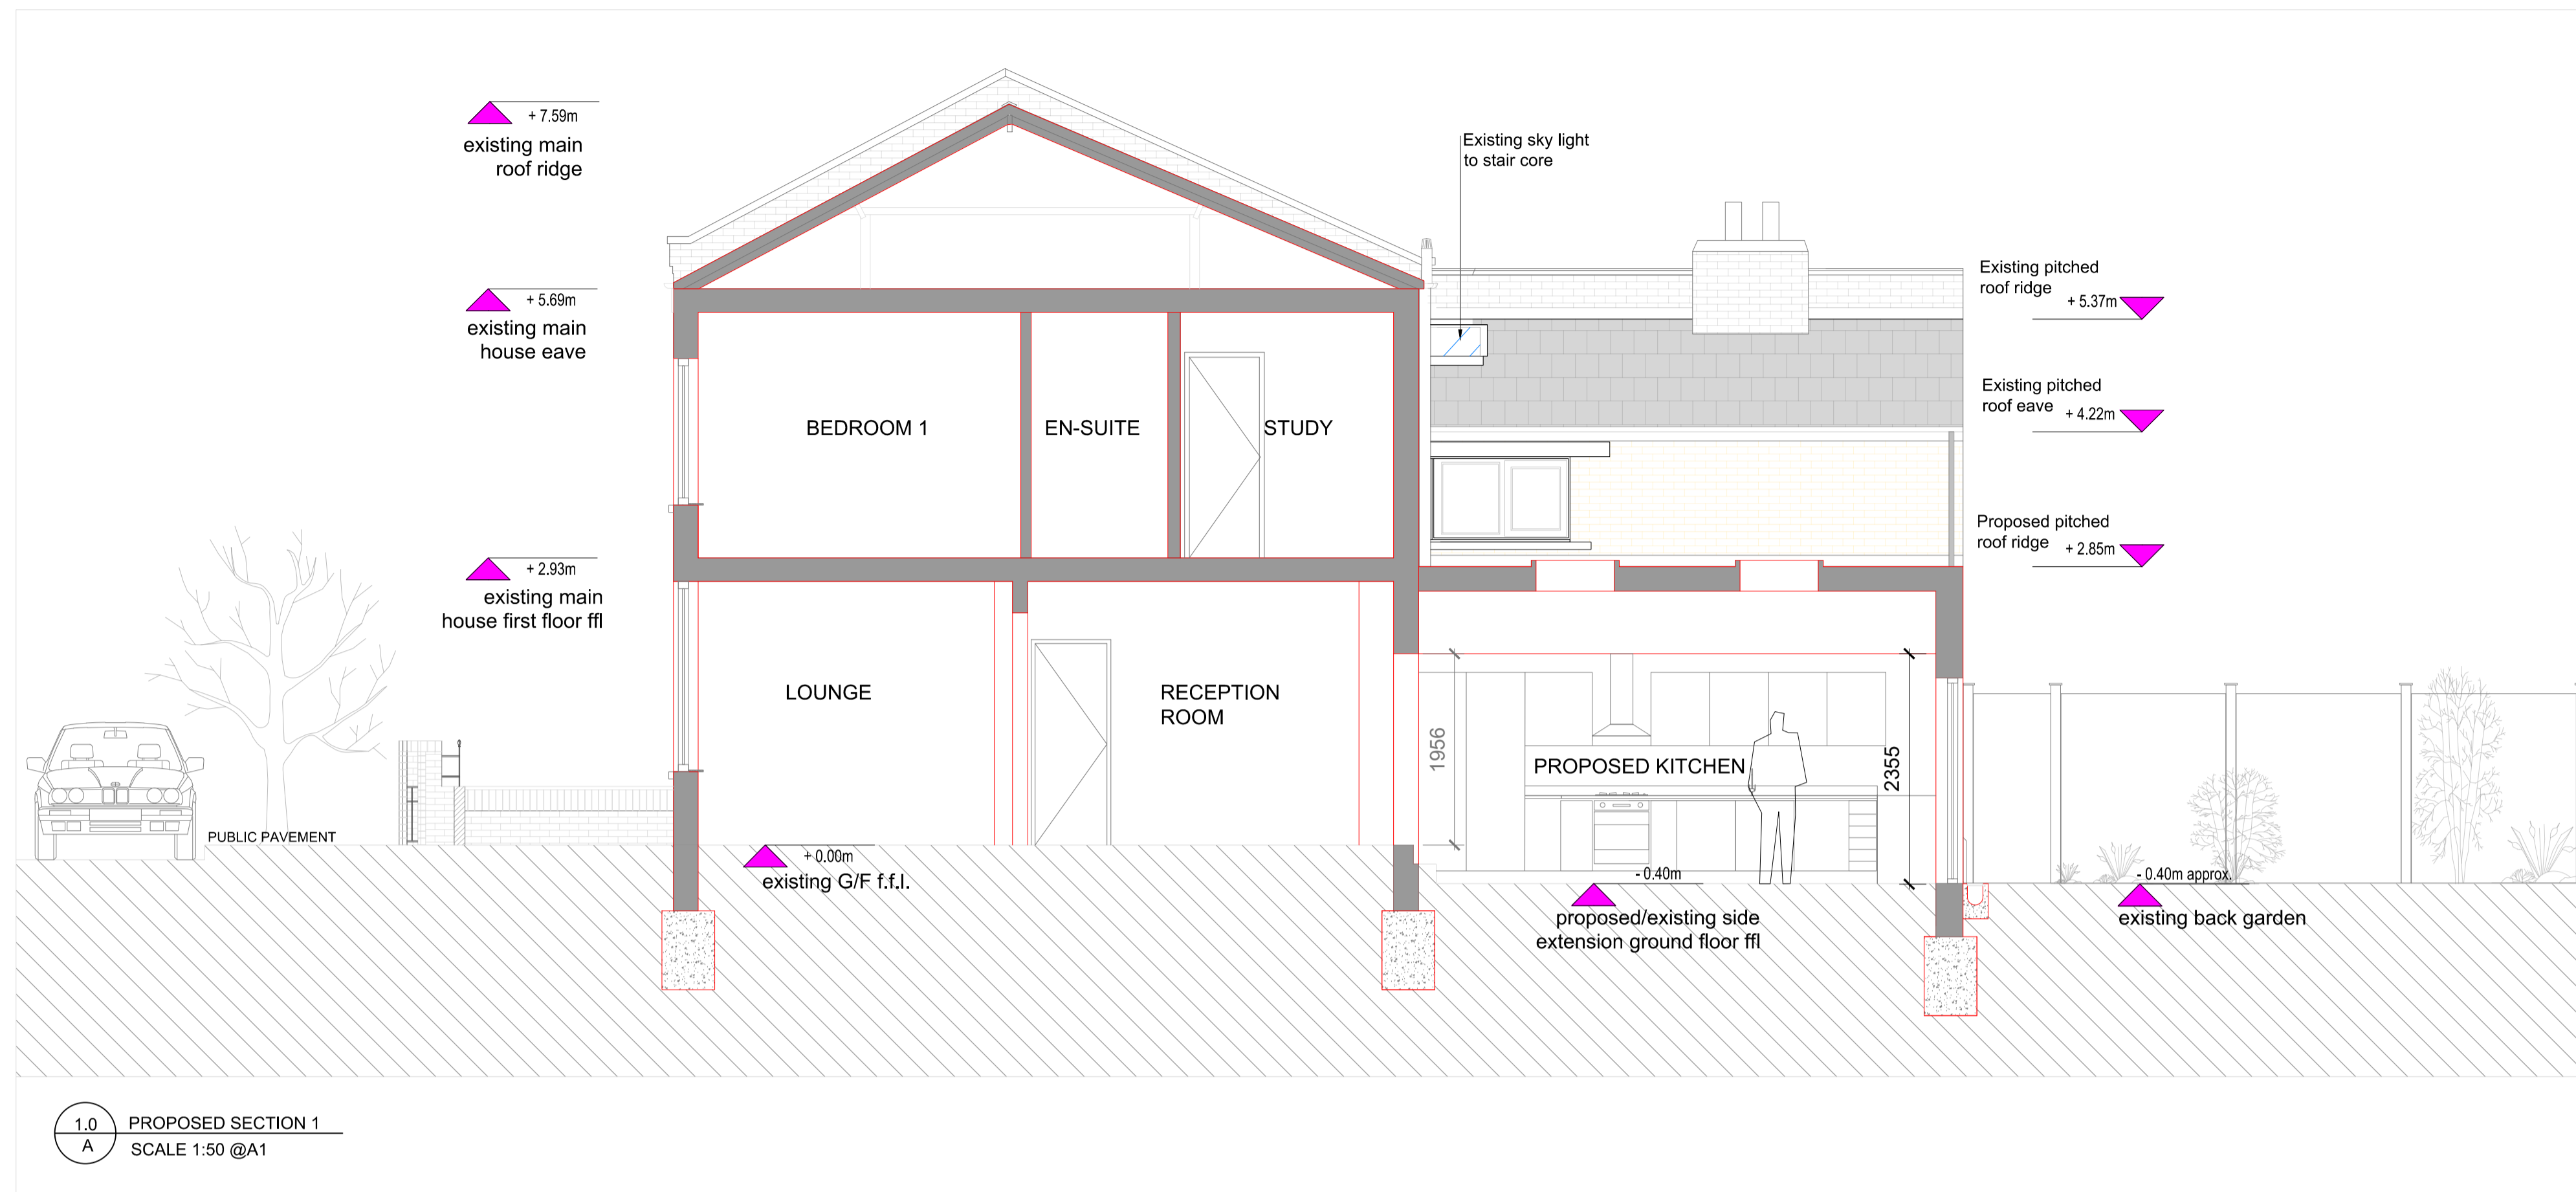 + 7.59m
existing main
roof ridge
Existing sky light
to stair core
Existing pitched
roof ridge
+ 5.37m
+ 5.69m
existing main
house eave
Existing pitched
roof eave
+ 4.22m
BEDROOM 1
EN-SUITE
STUDY
Proposed pitched
roof ridge
+ 2.85m
+ 2.93m
existing main
house first floor ffl
LOUNGE
RECEPTION
ROOM
1956
PROPOSED KITCHEN
2355
PUBLIC PAVEMENT
+ 0.00m
existing G/F f.f.l.
- 0.40m
proposed/existing side
extension ground floor ffl
- 0.40m approx.
existing back garden
1.0
A
PROPOSED SECTION 1
SCALE 1:50 @A1